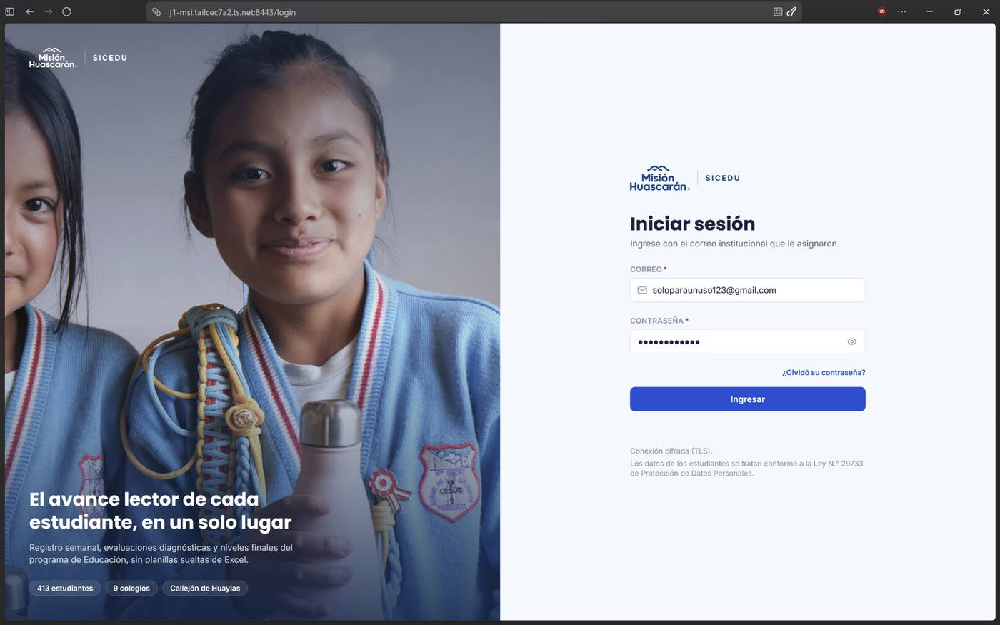 j1-msi.tailcec7a2.ts.net:8443/login
Misión
Huascarán
SICEDU
El avance lector de cada
estudiante, en un solo lugar
Registro semanal, evaluaciones diagnósticas y niveles finales del
programa de Educación, sin planillas sueltas de Excel.
413 estudiantes
9 colegios
Callejón de Huaylas
Misión
Huascarán
SICEDU
Iniciar sesión
Ingrese con el correo institucional que le asignaron.
CORREO *
soloparaunuso123@gmail.com
CONTRASEÑA *
••••••••••••
¿Olvidó su contraseña?
Ingresar
Conexión cifrada (TLS).
Los datos de los estudiantes se tratan conforme a la Ley N.° 29733
de Protección de Datos Personales.